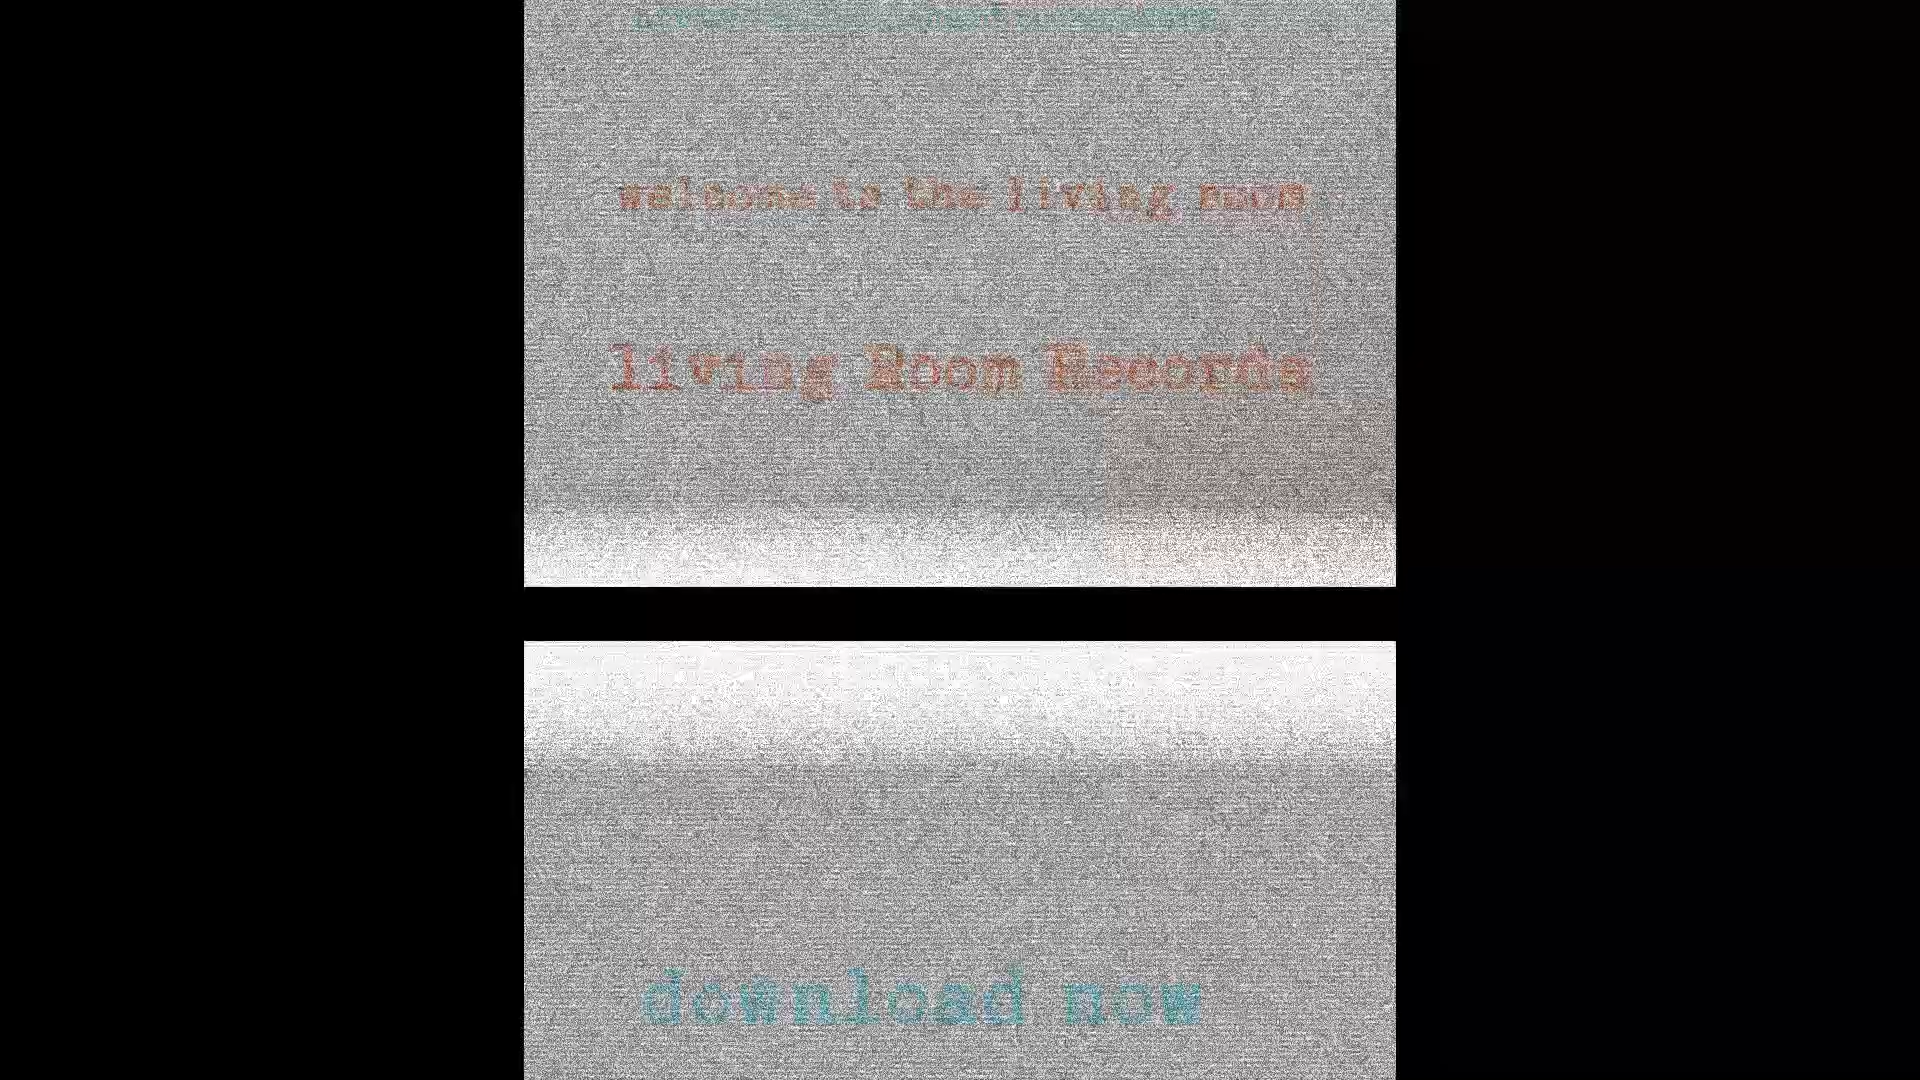 welcome to the living room
living Room Records
download now